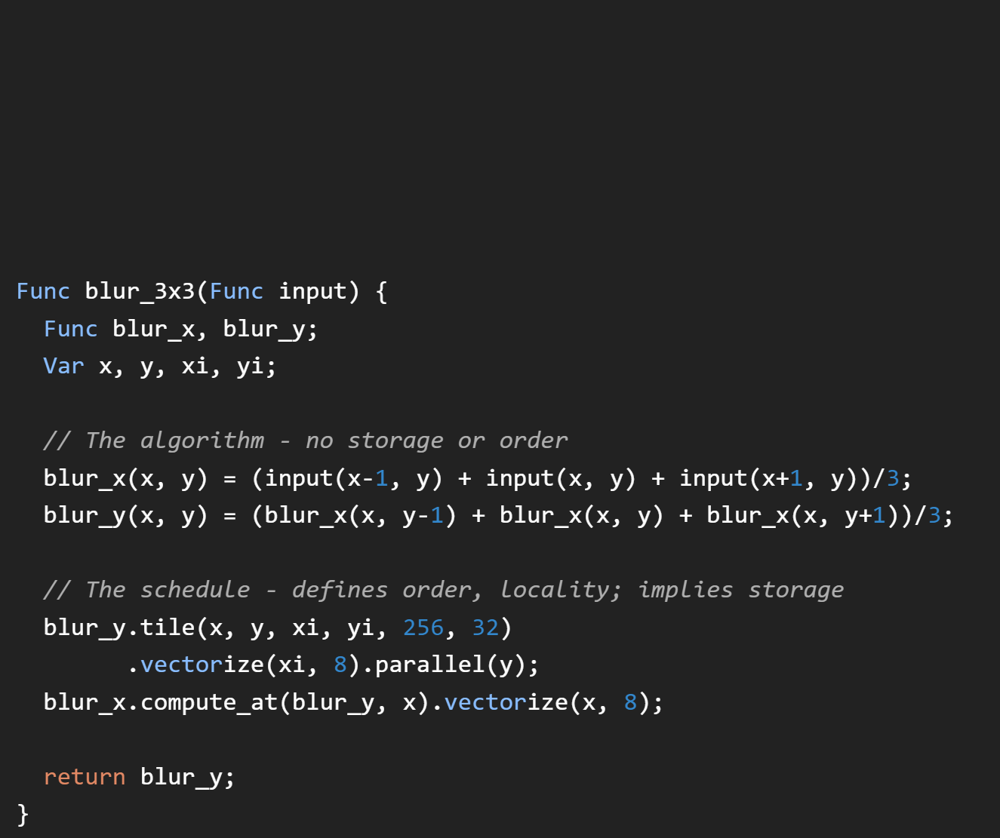 Func blur_3x3(Func input) {
  Func blur_x, blur_y;
  Var x, y, xi, yi;

  // The algorithm - no storage or order
  blur_x(x, y) = (input(x-1, y) + input(x, y) + input(x+1, y))/3;
  blur_y(x, y) = (blur_x(x, y-1) + blur_x(x, y) + blur_x(x, y+1))/3;

  // The schedule - defines order, locality; implies storage
  blur_y.tile(x, y, xi, yi, 256, 32)
        .vectorize(xi, 8).parallel(y);
  blur_x.compute_at(blur_y, x).vectorize(x, 8);

  return blur_y;
}